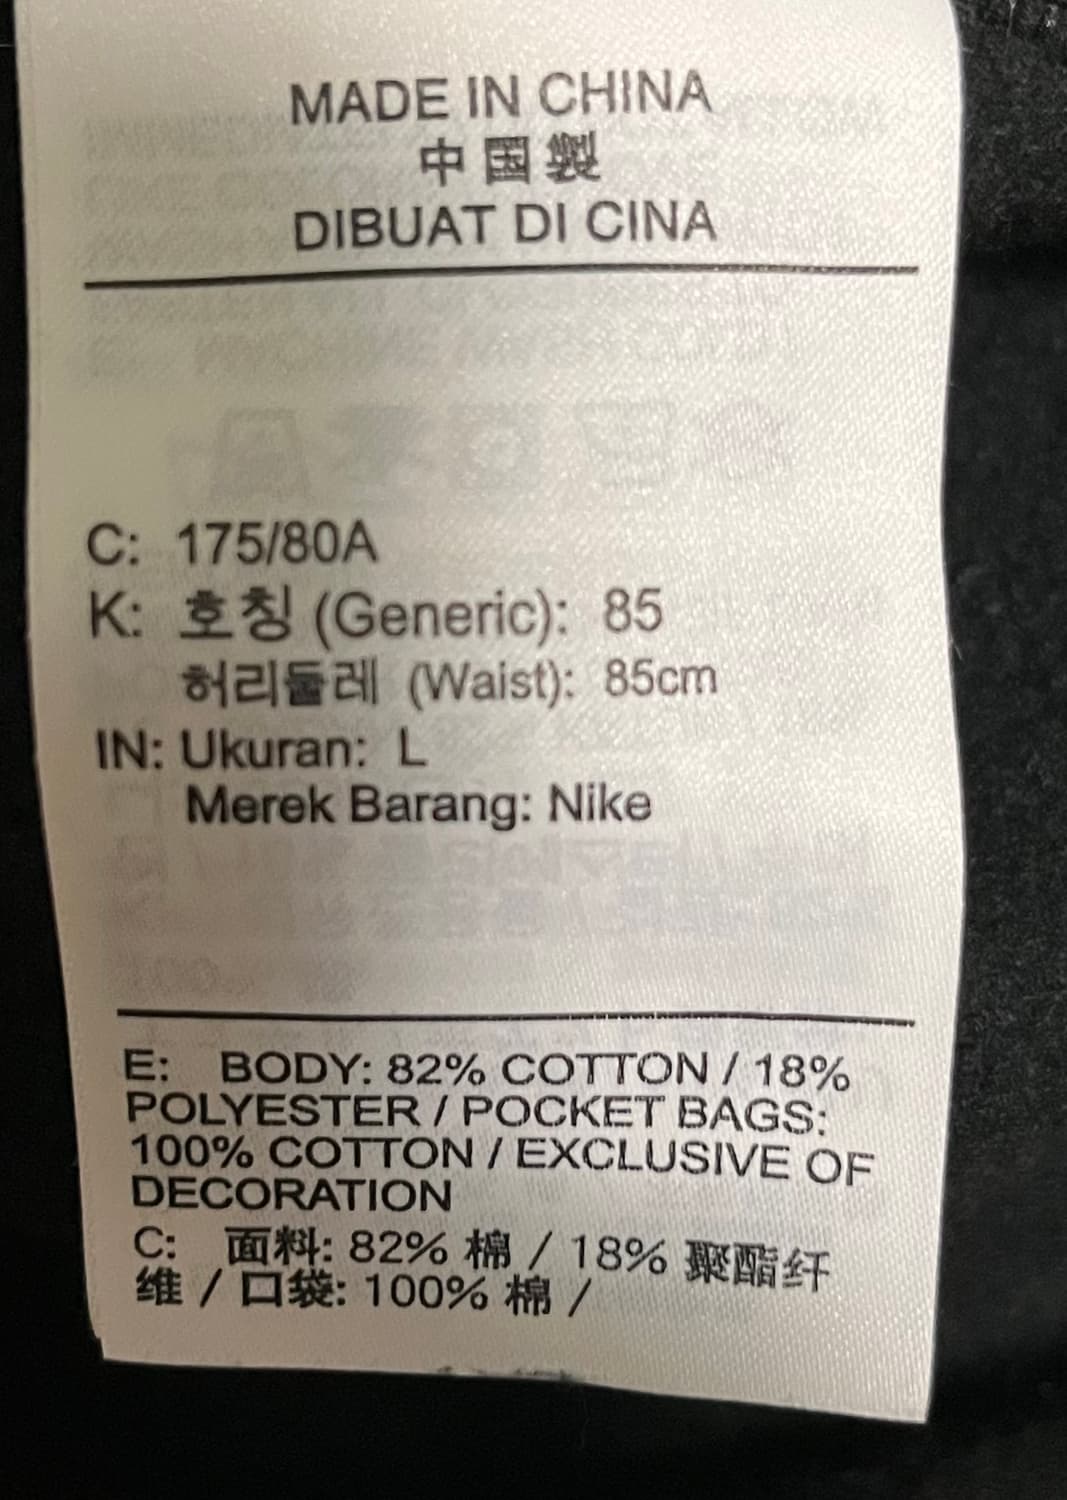 MADE IN CHINA
中国製
DIBUAT DI CINA
C: 175/80A
K: 호칭 (Generic): 85
허리둘레 (Waist): 85cm
IN: Ukuran: L
Merek Barang: Nike
E: BODY: 82% COTTON / 18%
POLYESTER / POCKET BAGS:
100% COTTON / EXCLUSIVE OF
DECORATION
C: 面料: 82% 棉 / 18% 聚酯纤
维 / 口袋: 100% 棉 /